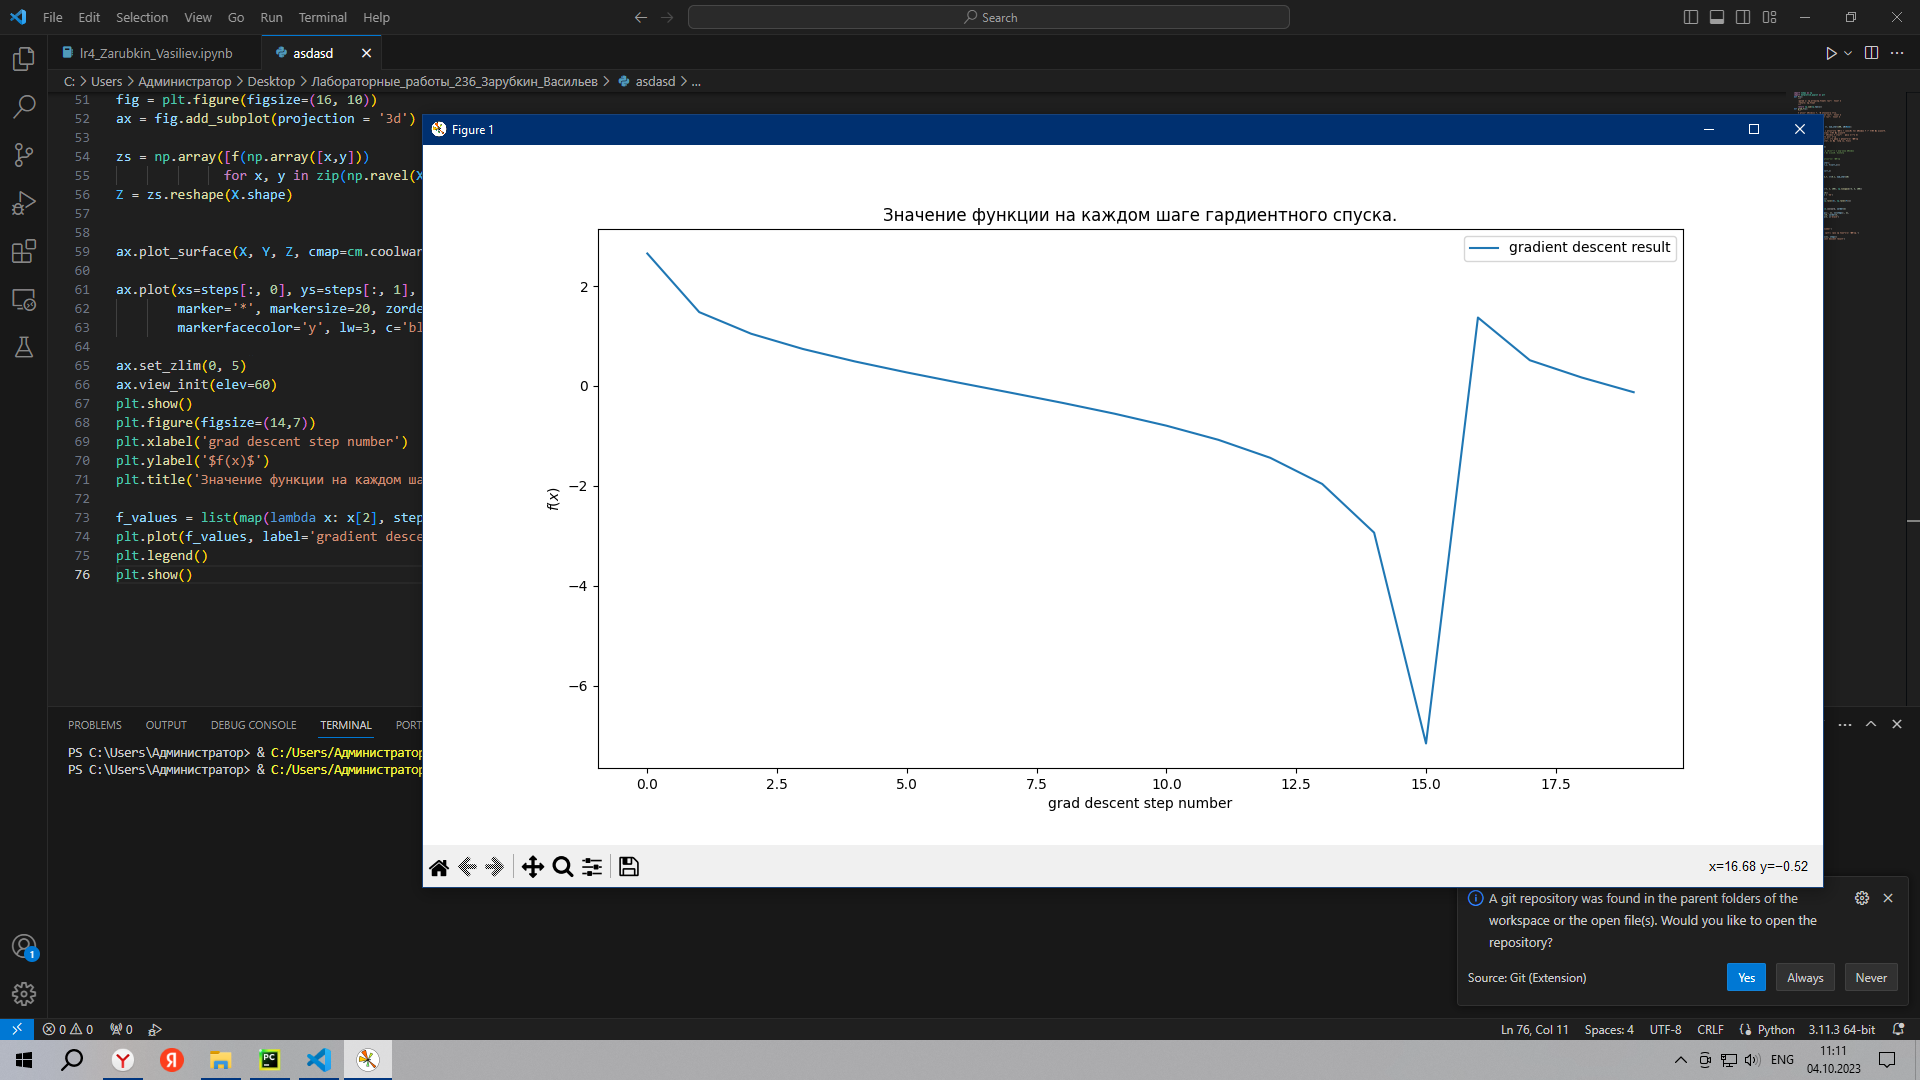 File Edit Selection View Go Run Terminal Help
Search
lr4_Zarubkin_Vasiliev.ipynb
asdasd
C: > Users > Администратор > Desktop > Лабораторные_работы_236_Зарубкин_Васильев > asdasd > ...
51 fig = plt.figure(figsize=(16, 10))
52 ax = fig.add_subplot(projection = '3d')
53
54 zs = np.array([f(np.array([x,y]))
55 for x, y in zip(np.ravel(X
56 Z = zs.reshape(X.shape)
57
58
59 ax.plot_surface(X, Y, Z, cmap=cm.coolwar
60
61 ax.plot(xs=steps[:, 0], ys=steps[:, 1],
62 marker='*', markersize=20, zorde
63 markerfacecolor='y', lw=3, c='bl
64
65 ax.set_zlim(0, 5)
66 ax.view_init(elev=60)
67 plt.show()
68 plt.figure(figsize=(14,7))
69 plt.xlabel('grad descent step number')
70 plt.ylabel('$f(x)$')
71 plt.title('Значение функции на каждом ша
72
73 f_values = list(map(lambda x: x[2], step
74 plt.plot(f_values, label='gradient desce
75 plt.legend()
76 plt.show()
Figure 1
Значение функции на каждом шаге гардиентного спуска.
gradient descent result
2
0
−2
−4
−6
f(x)
0.0 2.5 5.0 7.5 10.0 12.5 15.0 17.5
grad descent step number
x=16.68 y=−0.52
PROBLEMS OUTPUT DEBUG CONSOLE TERMINAL PORT
PS C:\Users\Администратор> & C:/Users/Администратор
PS C:\Users\Администратор> & C:/Users/Администратор
A git repository was found in the parent folders of the
workspace or the open file(s). Would you like to open the
repository?
Source: Git (Extension)
Yes Always Never
1
0 0 0
Ln 76, Col 11 Spaces: 4 UTF-8 CRLF Python 3.11.3 64-bit
Y Я PC
ENG
11:11
04.10.2023